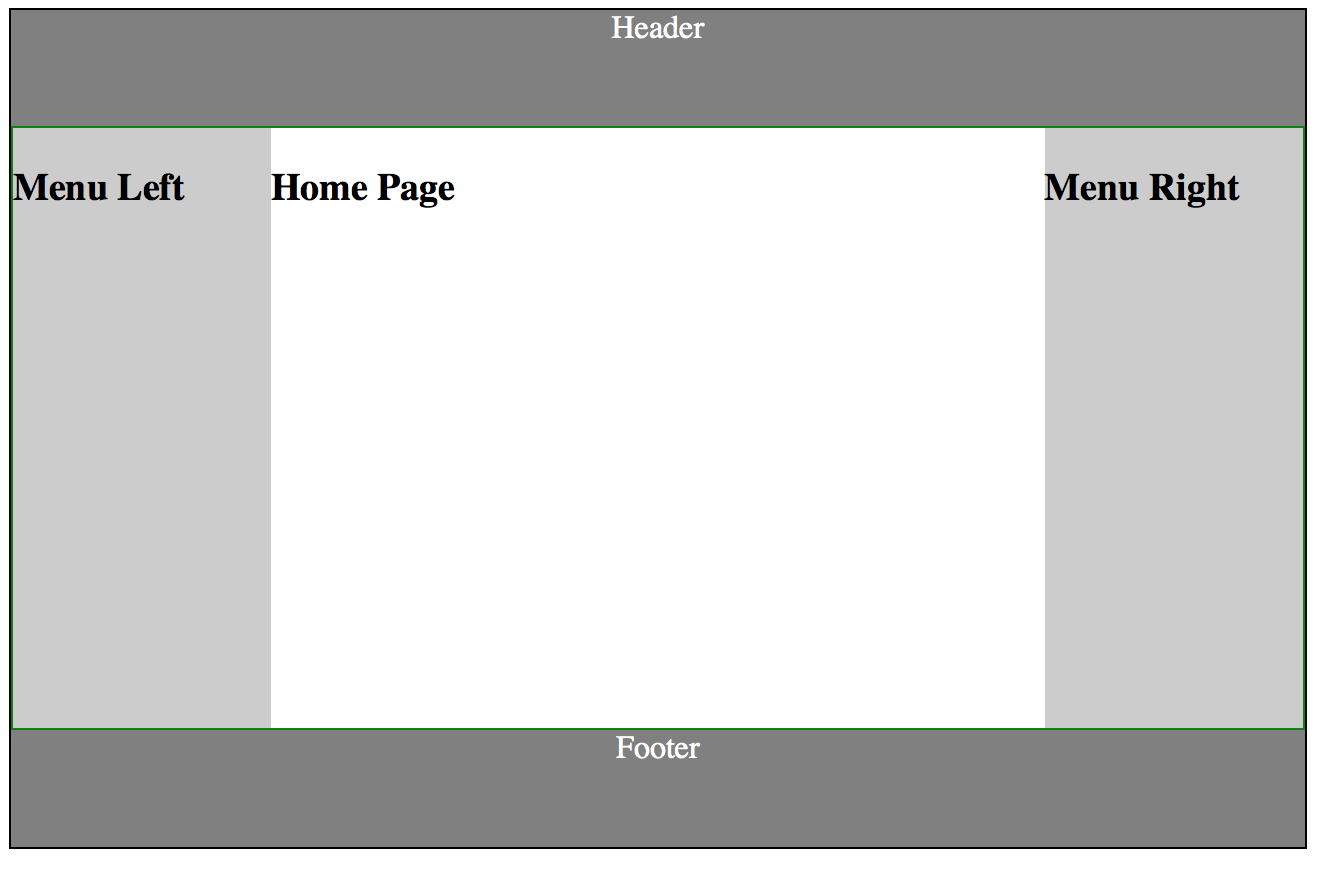 Header
Menu Left
Home Page
Menu Right
Footer